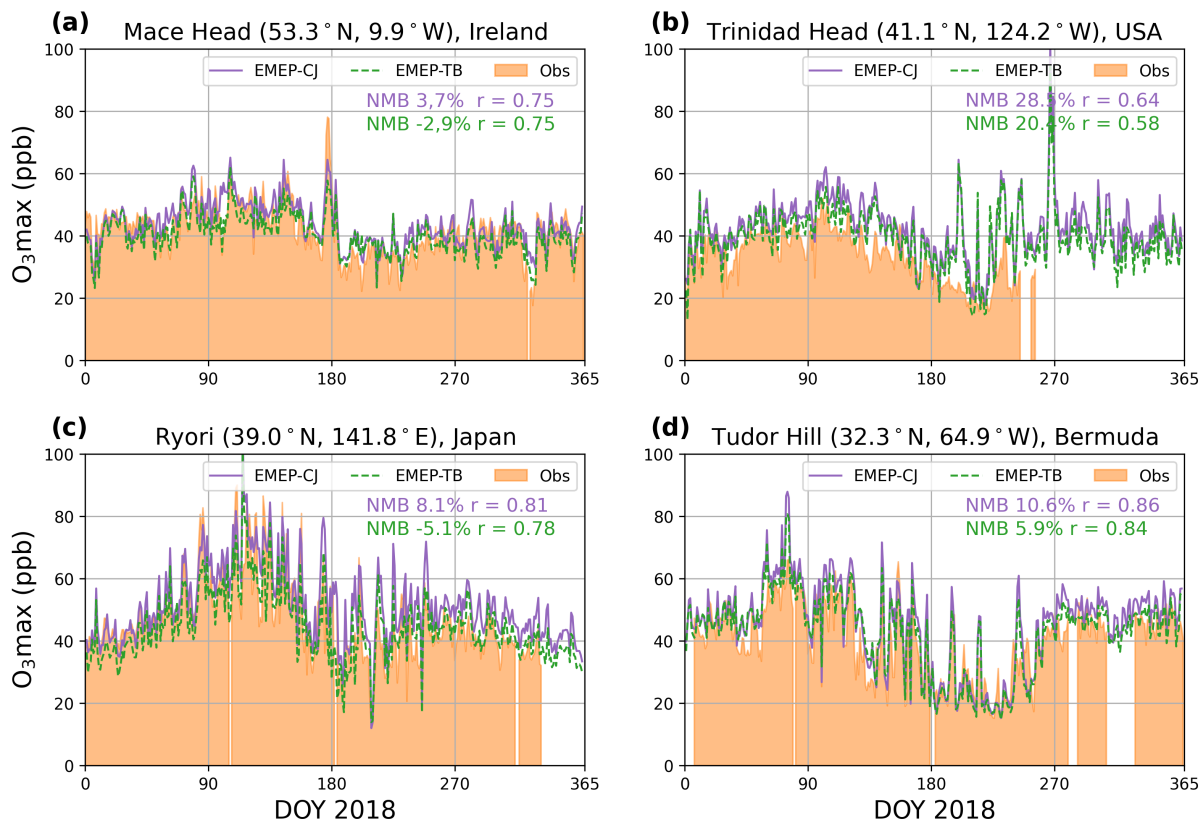 (a)
Mace Head (53.3°N, 9.9°W), Ireland
EMEP-CJ EMEP-TB Obs
NMB 3,7% r = 0.75
NMB -2,9% r = 0.75
O3max (ppb)
100
80
60
40
20
0
0 90 180 270 365
(b)
Trinidad Head (41.1°N, 124.2°W), USA
EMEP-CJ EMEP-TB Obs
NMB 28.5% r = 0.64
NMB 20.4% r = 0.58
100
80
60
40
20
0
0 90 180 270 365
(c)
Ryori (39.0°N, 141.8°E), Japan
EMEP-CJ EMEP-TB Obs
NMB 8.1% r = 0.81
NMB -5.1% r = 0.78
O3max (ppb)
100
80
60
40
20
0
0 90 180 270 365
DOY 2018
(d)
Tudor Hill (32.3°N, 64.9°W), Bermuda
EMEP-CJ EMEP-TB Obs
NMB 10.6% r = 0.86
NMB 5.9% r = 0.84
100
80
60
40
20
0
0 90 180 270 365
DOY 2018